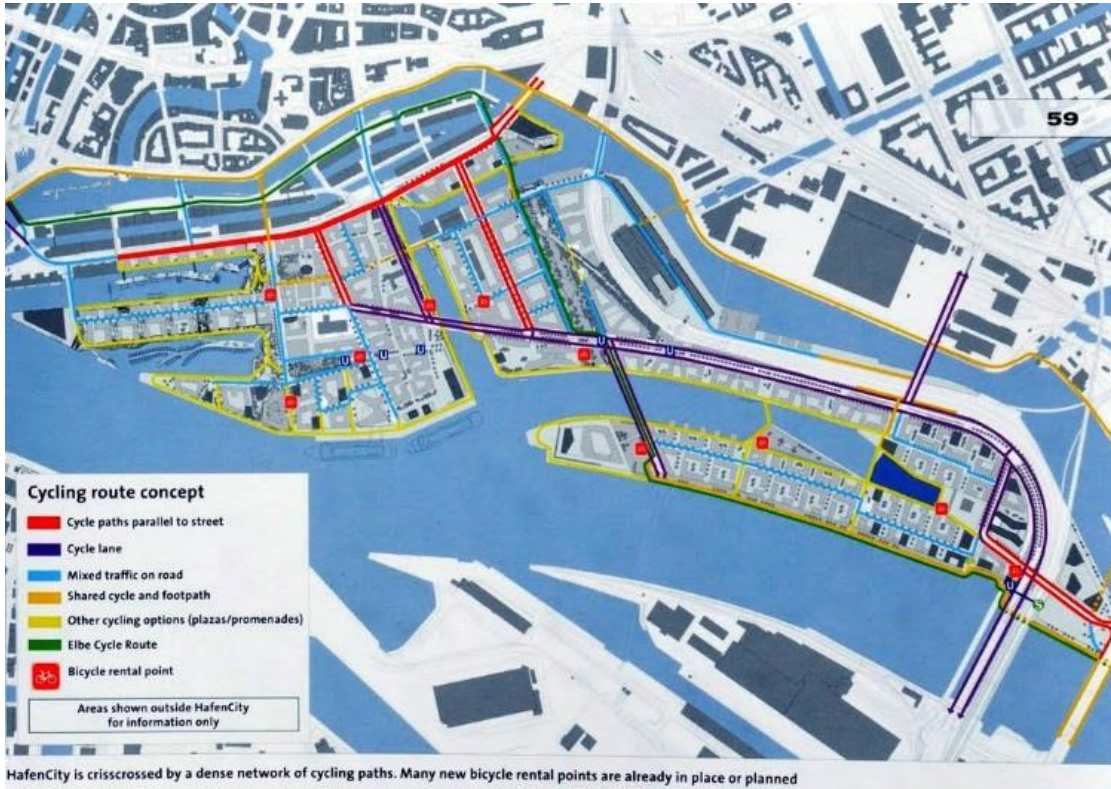 59
U
U
U
U
U
U
S
Cycling route concept
Cycle paths parallel to street
Cycle lane
Mixed traffic on road
Shared cycle and footpath
Other cycling options (plazas/promenades)
Elbe Cycle Route
Bicycle rental point
Areas shown outside HafenCity
for information only
HafenCity is crisscrossed by a dense network of cycling paths. Many new bicycle rental points are already in place or planned